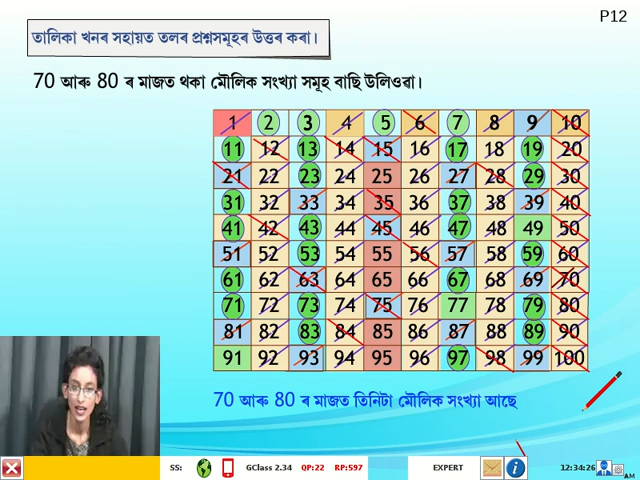 P12
তালিকা খনৰ সহায়ত তলৰ প্ৰশ্নসমূহৰ উত্তৰ কৰা।
70 আৰু 80 ৰ মাজত থকা মৌলিক সংখ্যা সমূহ বাছি উলিওৱা।
1 2 3 4 5 6 7 8 9 10
11 12 13 14 15 16 17 18 19 20
21 22 23 24 25 26 27 28 29 30
31 32 33 34 35 36 37 38 39 40
41 42 43 44 45 46 47 48 49 50
51 52 53 54 55 56 57 58 59 60
61 62 63 64 65 66 67 68 69 70
71 72 73 74 75 76 77 78 79 80
81 82 83 84 85 86 87 88 89 90
91 92 93 94 95 96 97 98 99 100
70 আৰু 80 ৰ মাজত তিনিটা মৌলিক সংখ্যা আছে
SS: GClass 2.34 QP:22 RP:597 EXPERT 12:34:26 AM